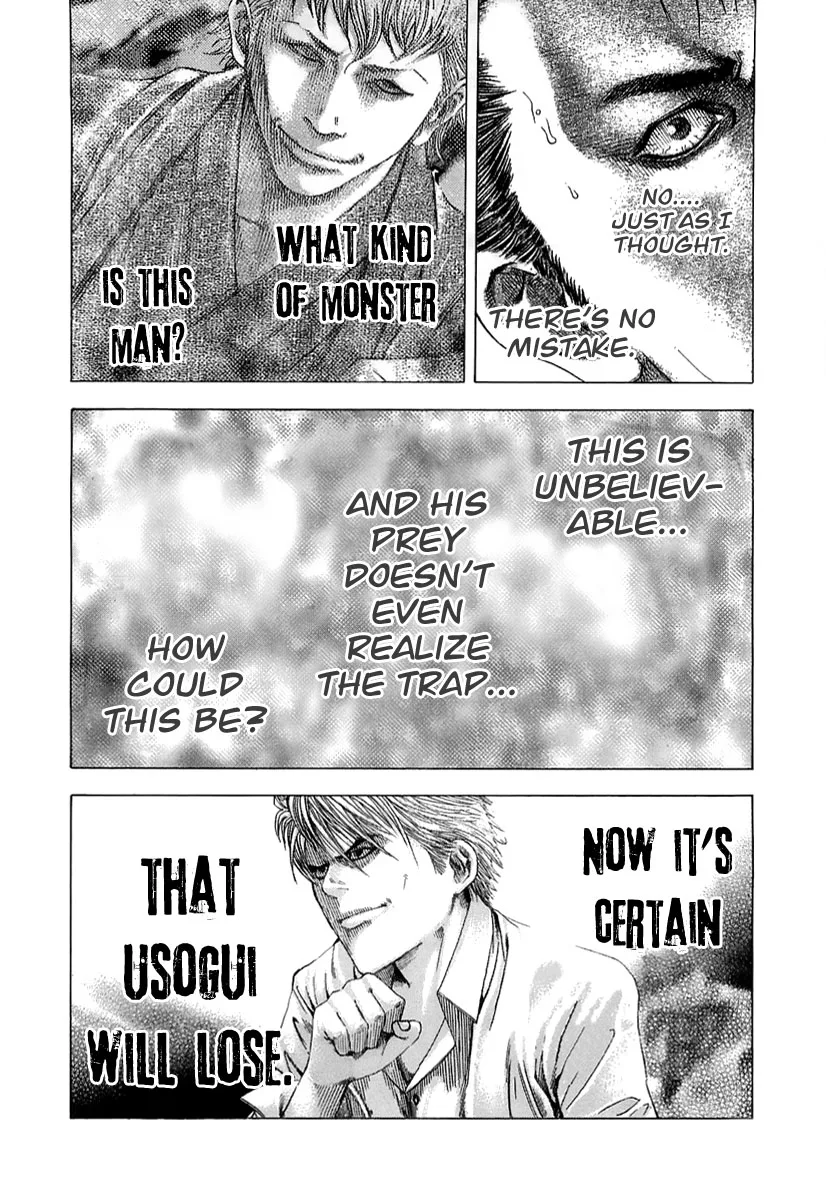 NO....
JUST AS I
THOUGHT.
THERE'S NO
MISTAKE.
WHAT KIND
OF MONSTER
IS THIS
MAN?
THIS IS
UNBELIEV-
ABLE...
AND HIS
PREY
DOESN'T
EVEN
REALIZE
THE TRAP...
HOW
COULD
THIS BE?
NOW IT'S
CERTAIN
THAT
USOGUI
WILL LOSE.